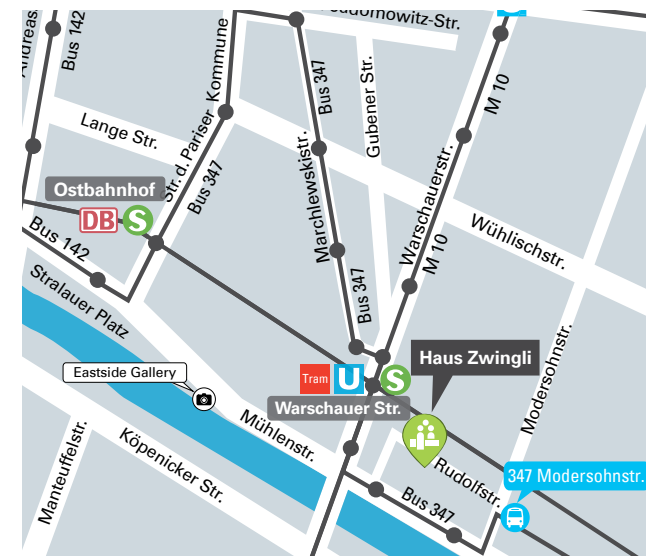 Bus 142
M 10
Bus 347
Gubener Str.
Str. d. Pariser Kommune
Lange Str.
Warschauerstr.
Marchlewskistr.
Ostbahnhof
DB
S
Bus 347
Wühlischstr.
M 10
Bus 142
Bus 347
Stralauer Platz
Modersohnstr.
Haus Zwingli
Eastside Gallery
Tram
U
S
Warschauer Str.
Mühlenstr.
Köpenicker Str.
Manteuffelstr.
Rudolfstr.
347 Modersohnstr.
Bus 347